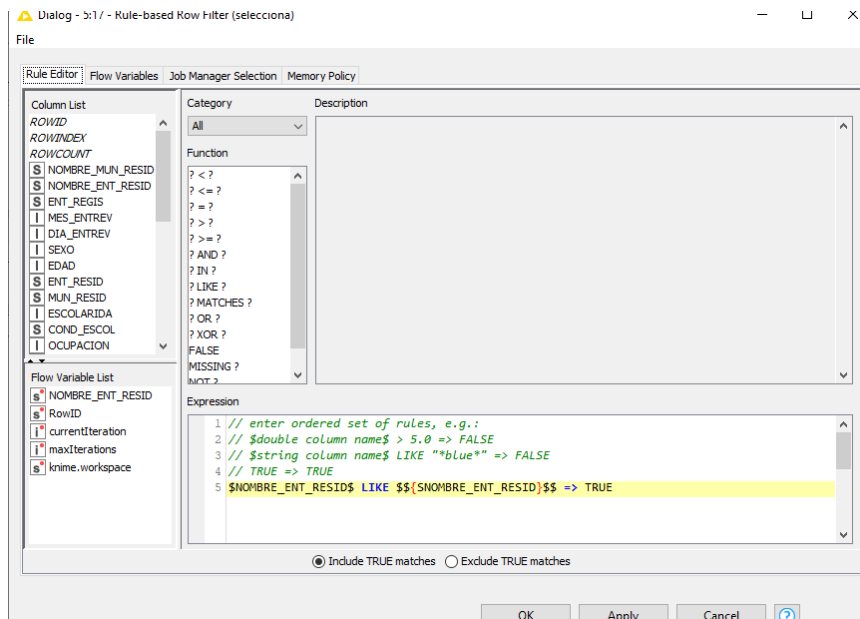 Dialog - 5:17 - Rule-based Row Filter (selecciona)
File
Rule Editor Flow Variables Job Manager Selection Memory Policy
Column List
ROWID
ROWINDEX
ROWCOUNT
S NOMBRE_MUN_RESID
S NOMBRE_ENT_RESID
S ENT_REGIS
I MES_ENTREV
I DIA_ENTREV
I SEXO
I EDAD
S ENT_RESID
S MUN_RESID
I ESCOLARIDA
S COND_ESCOL
I OCUPACION
Flow Variable List
s NOMBRE_ENT_RESID
s RowID
i currentIteration
i maxIterations
s knime.workspace
Category
All
Function
? < ?
? <= ?
? = ?
? > ?
? >= ?
? AND ?
? IN ?
? LIKE ?
? MATCHES ?
? OR ?
? XOR ?
FALSE
MISSING ?
NOT ?
Description
Expression
1 // enter ordered set of rules, e.g.:
2 // $double column name$ > 5.0 => FALSE
3 // $string column name$ LIKE "*blue*" => FALSE
4 // TRUE => TRUE
5 $NOMBRE_ENT_RESID$ LIKE $${SNOMBRE_ENT_RESID}$$ => TRUE
Include TRUE matches Exclude TRUE matches
OK Apply Cancel ?